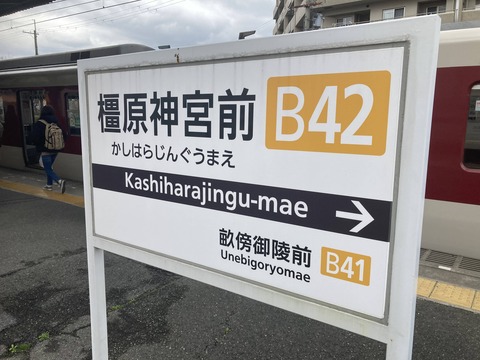 橿原神宮前 B42
かしはらじんぐうまえ
Kashiharajingu-mae →
畝傍御陵前 B41
Unebigoryomae